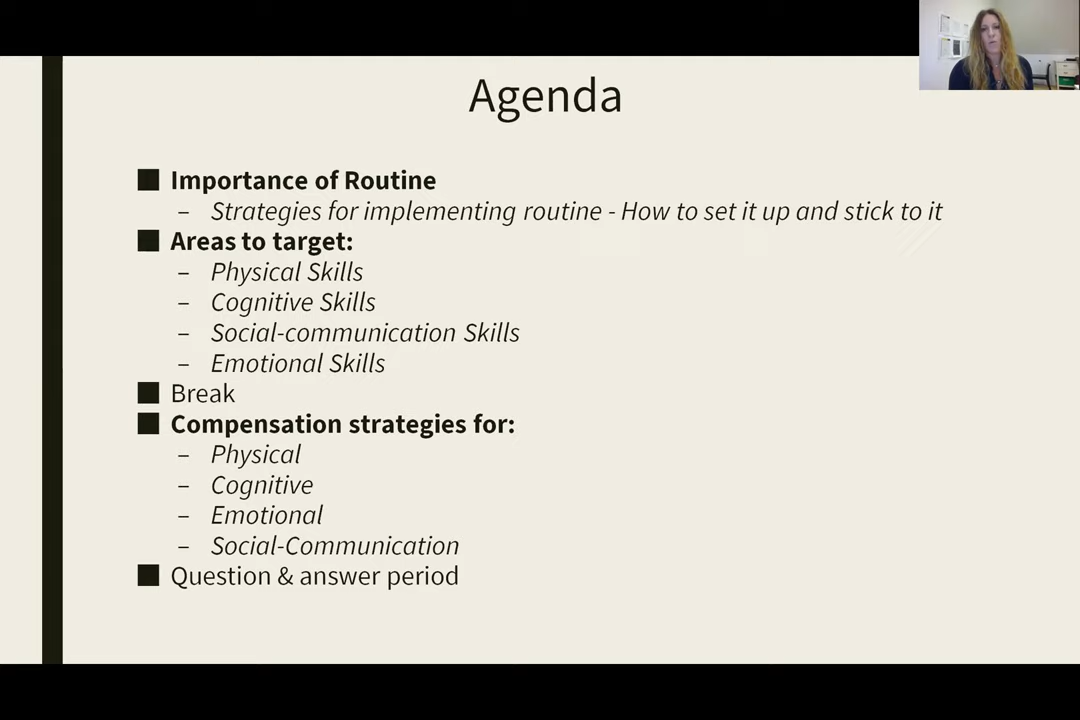 Agenda
Importance of Routine
– Strategies for implementing routine - How to set it up and stick to it
Areas to target:
– Physical Skills
– Cognitive Skills
– Social-communication Skills
– Emotional Skills
Break
Compensation strategies for:
– Physical
– Cognitive
– Emotional
– Social-Communication
Question & answer period